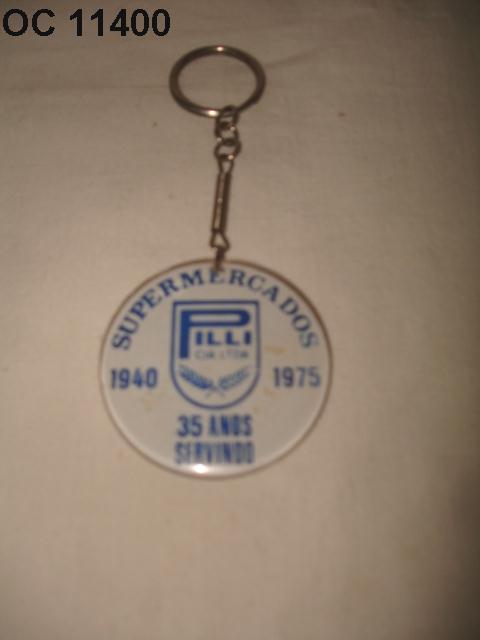 OC 11400
SUPERMERCADOS
PILLI
CIA LTDA
1940 1975
35 ANOS
SERVINDO